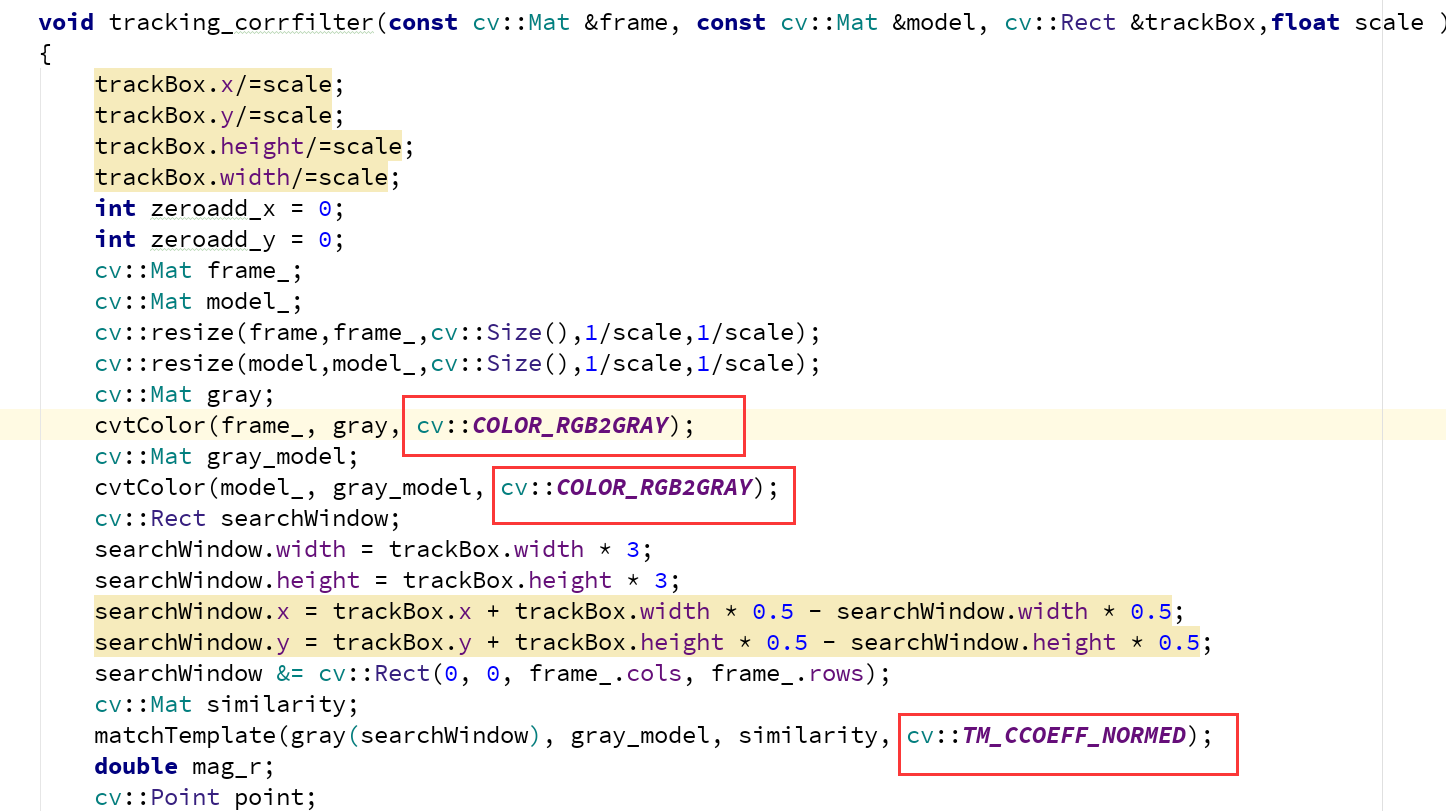 void tracking_corrfilter(const cv::Mat &frame, const cv::Mat &model, cv::Rect &trackBox,float scale )
{
trackBox.x/=scale;
trackBox.y/=scale;
trackBox.height/=scale;
trackBox.width/=scale;
int zeroadd_x = 0;
int zeroadd_y = 0;
cv::Mat frame_;
cv::Mat model_;
cv::resize(frame,frame_,cv::Size(),1/scale,1/scale);
cv::resize(model,model_,cv::Size(),1/scale,1/scale);
cv::Mat gray;
cvtColor(frame_, gray, cv::COLOR_RGB2GRAY);
cv::Mat gray_model;
cvtColor(model_, gray_model, cv::COLOR_RGB2GRAY);
cv::Rect searchWindow;
searchWindow.width = trackBox.width * 3;
searchWindow.height = trackBox.height * 3;
searchWindow.x = trackBox.x + trackBox.width * 0.5 - searchWindow.width * 0.5;
searchWindow.y = trackBox.y + trackBox.height * 0.5 - searchWindow.height * 0.5;
searchWindow &= cv::Rect(0, 0, frame_.cols, frame_.rows);
cv::Mat similarity;
matchTemplate(gray(searchWindow), gray_model, similarity, cv::TM_CCOEFF_NORMED);
double mag_r;
cv::Point point;